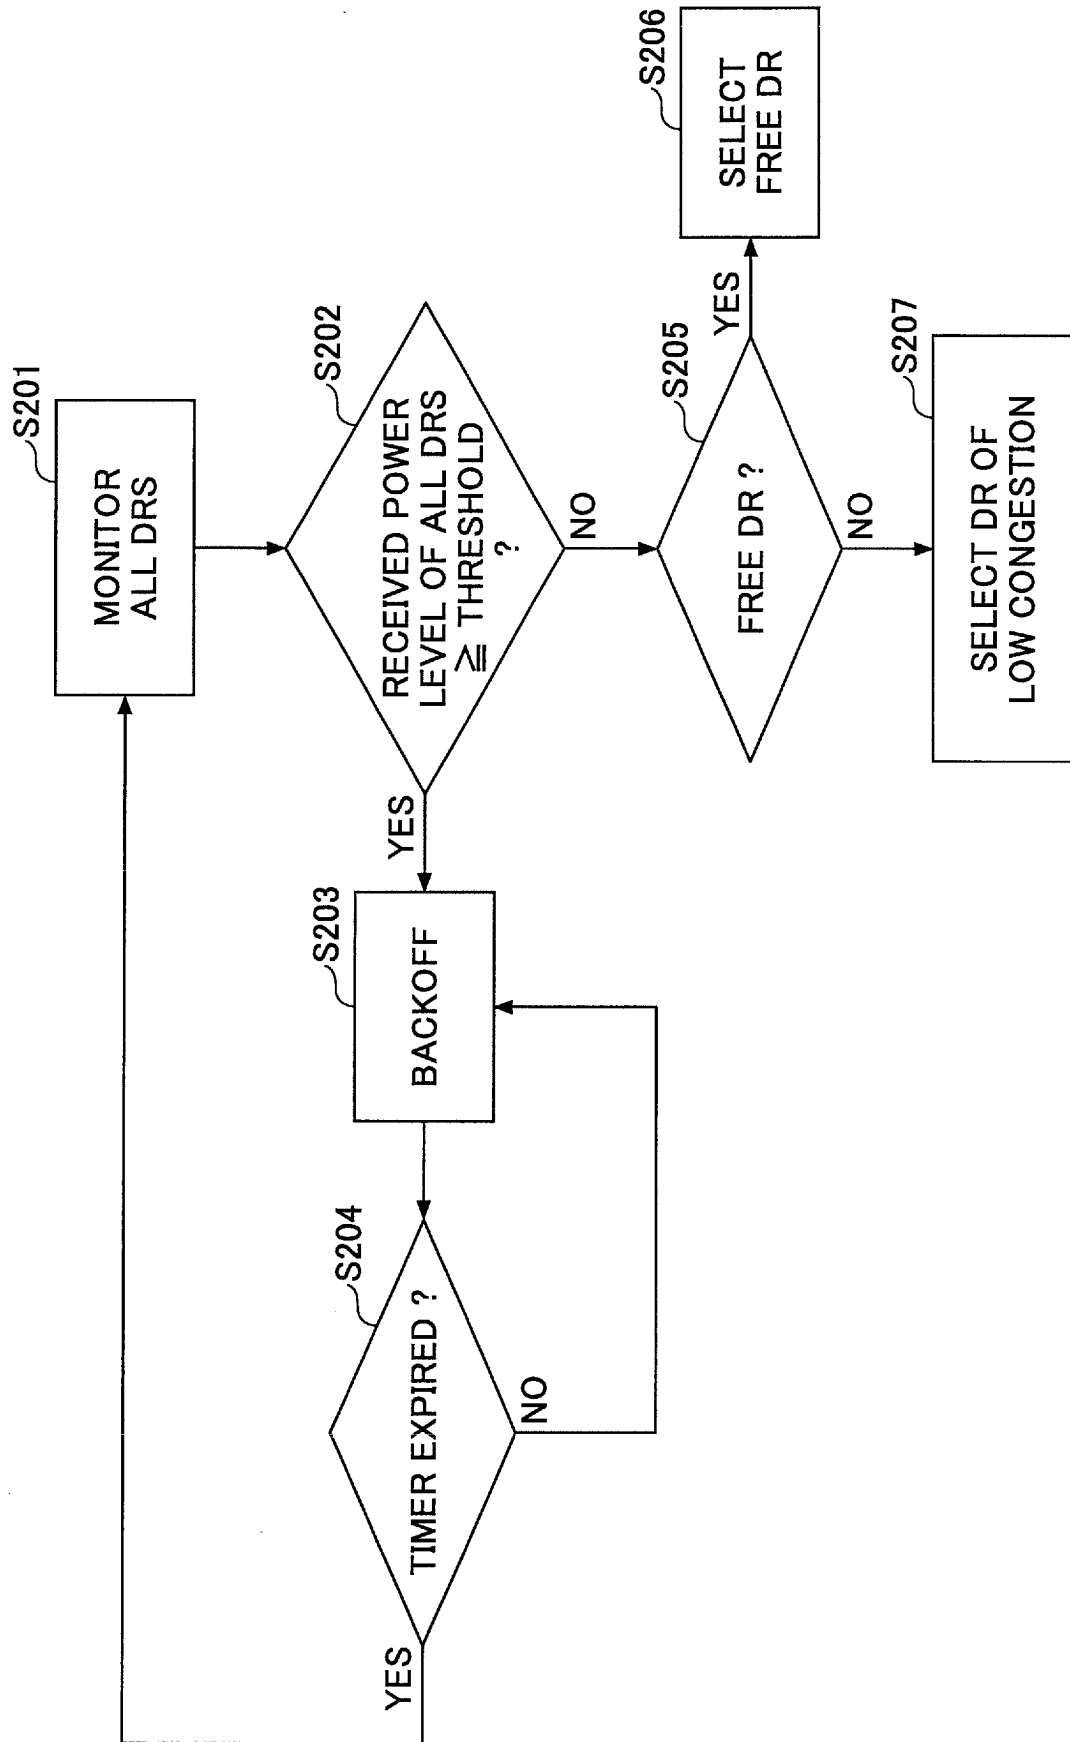 S201
MONITOR
ALL DRS
S202
RECEIVED POWER
LEVEL OF ALL DRS
≧ THRESHOLD
?
YES
NO
S203
BACKOFF
S204
TIMER EXPIRED ?
YES
NO
S205
FREE DR ?
YES
NO
S206
SELECT
FREE DR
S207
SELECT DR OF
LOW CONGESTION